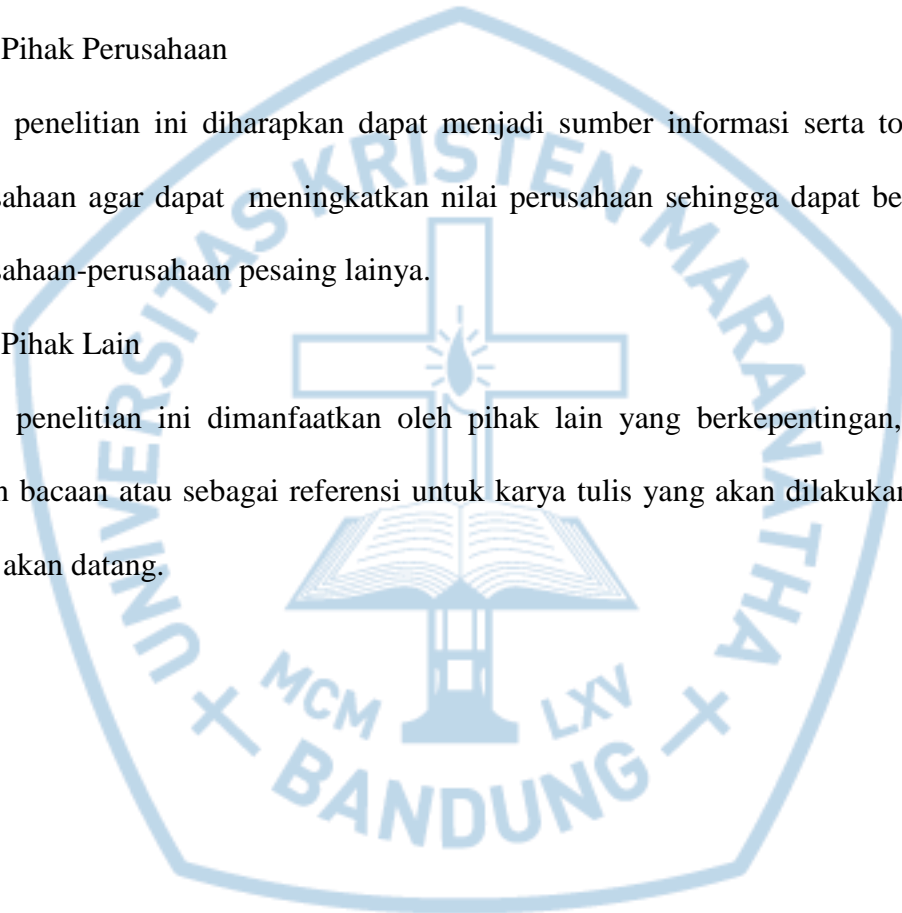 Pihak Perusahaan
penelitian ini diharapkan dapat menjadi sumber informasi serta to
sahaan agar dapat meningkatkan nilai perusahaan sehingga dapat be
sahaan-perusahaan pesaing lainya.
Pihak Lain
penelitian ini dimanfaatkan oleh pihak lain yang berkepentingan,
n bacaan atau sebagai referensi untuk karya tulis yang akan dilakukan
akan datang.
UNIVERSITAS KRISTEN MARANATHA
MCM LXV
BANDUNG